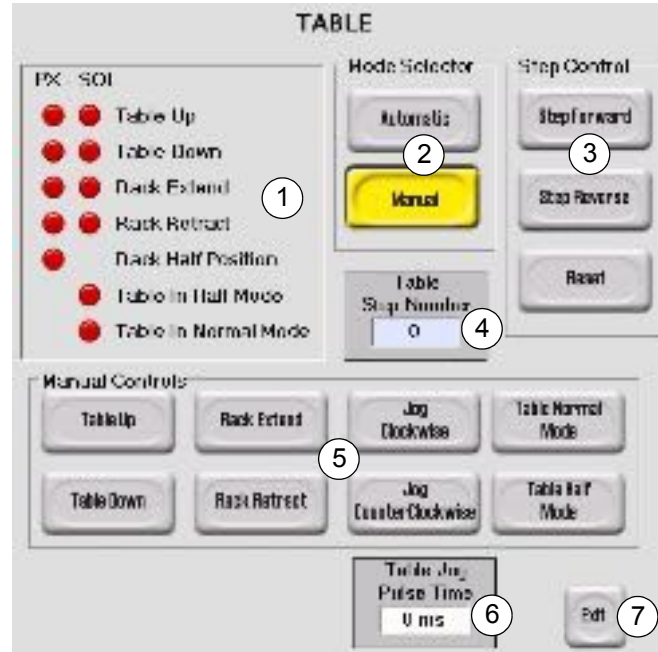 TABLE
PX SOL
Table Up
Table Down
Rack Extend
Rack Retract
Rack Half Position
Table In Half Mode
Table In Normal Mode
1
Mode Selector
Automatic
2
Manual
Step Control
Step Forward
3
Step Reverse
Reset
Table
Step Number
0
4
Manual Controls
Table Up
Rack Extend
Jog
Clockwise
Table Normal
Mode
5
Table Down
Rack Retract
Jog
Counter Clockwise
Table Half
Mode
Table Jog
Pulse Time
0 ms
6
Exit
7